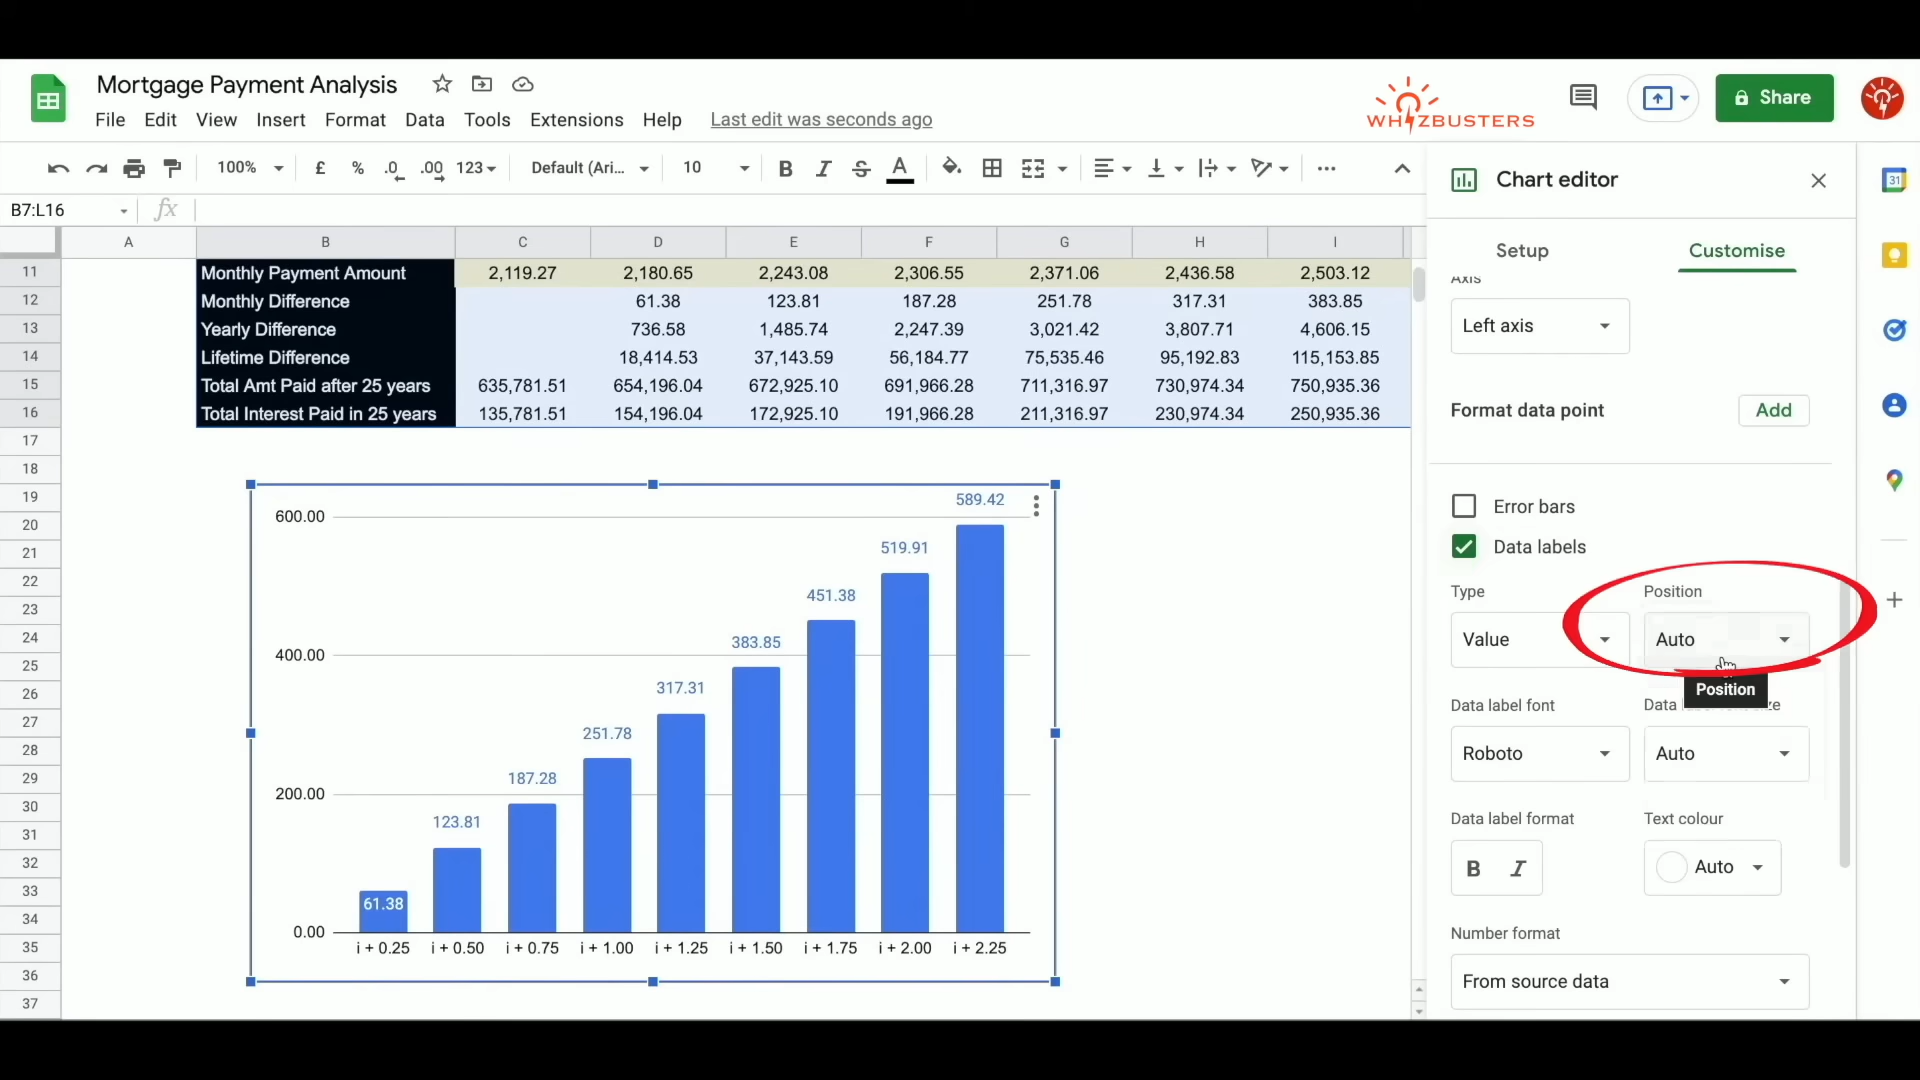 Mortgage Payment Analysis
File Edit View Insert Format Data Tools Extensions Help Last edit was seconds ago
WHIZBUSTERS
Share
100% £ % .0 .00 123 Default (Ari... 10 B I S A
31
B7:L16 fx
A B C D E F G H I
11 Monthly Payment Amount 2,119.27 2,180.65 2,243.08 2,306.55 2,371.06 2,436.58 2,503.12
12 Monthly Difference 61.38 123.81 187.28 251.78 317.31 383.85
13 Yearly Difference 736.58 1,485.74 2,247.39 3,021.42 3,807.71 4,606.15
14 Lifetime Difference 18,414.53 37,143.59 56,184.77 75,535.46 95,192.83 115,153.85
15 Total Amt Paid after 25 years 635,781.51 654,196.04 672,925.10 691,966.28 711,316.97 730,974.34 750,935.36
16 Total Interest Paid in 25 years 135,781.51 154,196.04 172,925.10 191,966.28 211,316.97 230,974.34 250,935.36
17
18
19
20
21
22
23
24
25
26
27
28
29
30
31
32
33
34
35
36
37
600.00
400.00
200.00
0.00
61.38
123.81
187.28
251.78
317.31
383.85
451.38
519.91
589.42
i + 0.25 i + 0.50 i + 0.75 i + 1.00 i + 1.25 i + 1.50 i + 1.75 i + 2.00 i + 2.25
Chart editor
Setup Customise
Axis
Left axis
Format data point Add
Error bars
Data labels
Type Position
Value Auto
Position
Data label font
Roboto Auto
Data label format Text colour
B I Auto
Number format
From source data